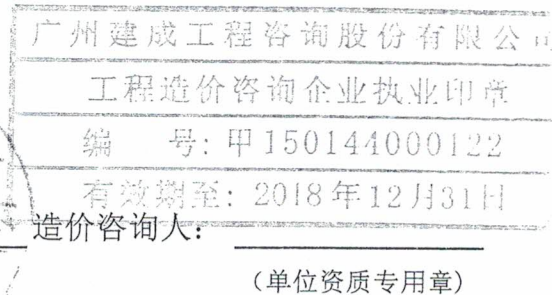 广州建成工程咨询股份有限公司
工程造价咨询企业执业印章
编 号: 甲150144000122
有效期至: 2018年12月31日
造价咨询人:
(单位资质专用章)